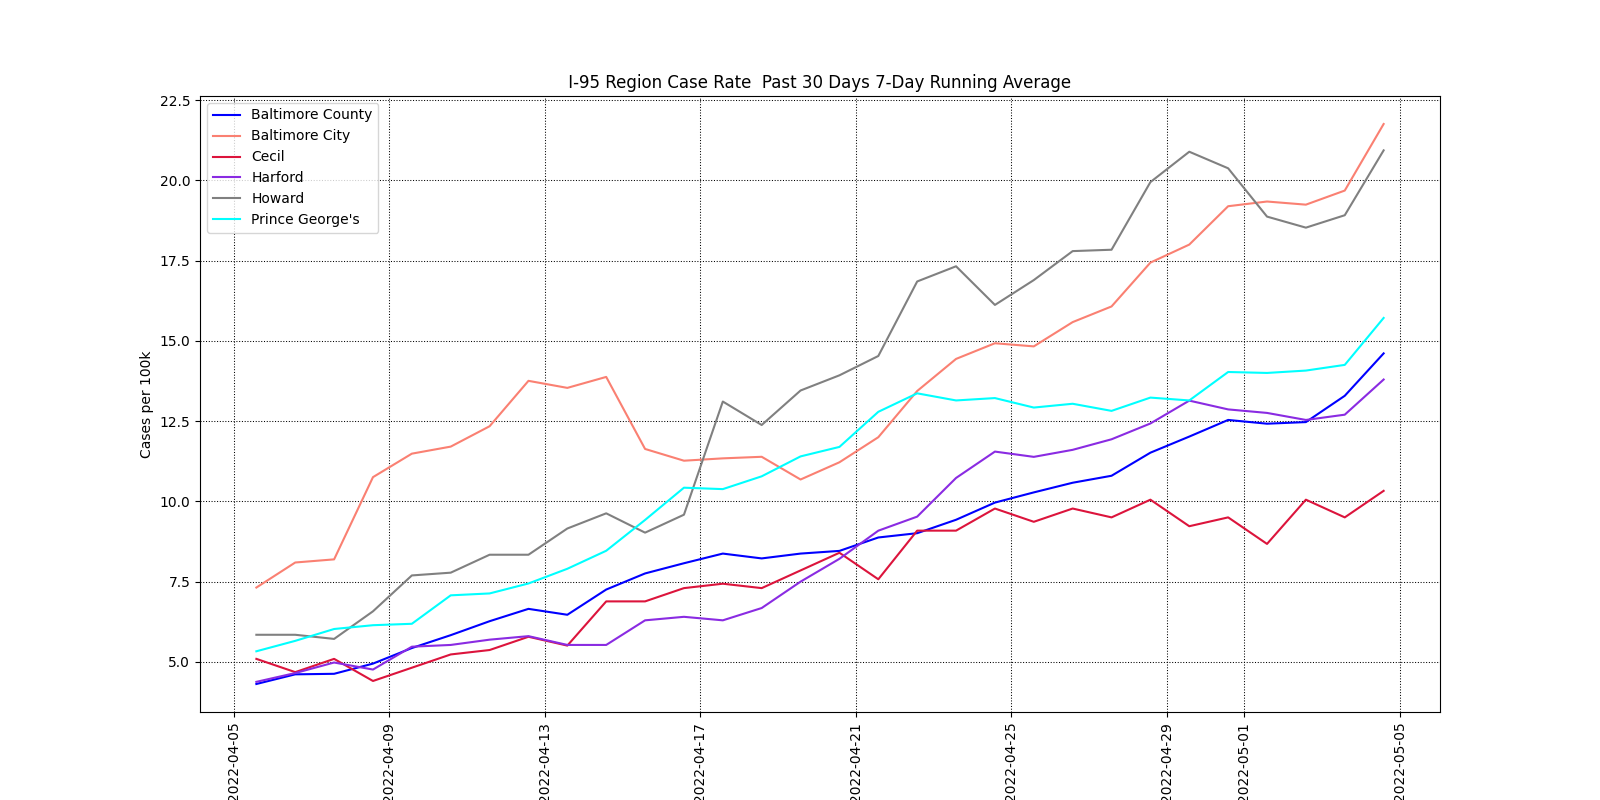 I-95 Region Case Rate  Past 30 Days 7-Day Running Average
22.5
20.0
17.5
15.0
12.5
10.0
7.5
5.0
Cases per 100k
Baltimore County
Baltimore City
Cecil
Harford
Howard
Prince George's
2022-04-05
2022-04-09
2022-04-13
2022-04-17
2022-04-21
2022-04-25
2022-04-29
2022-05-01
2022-05-05